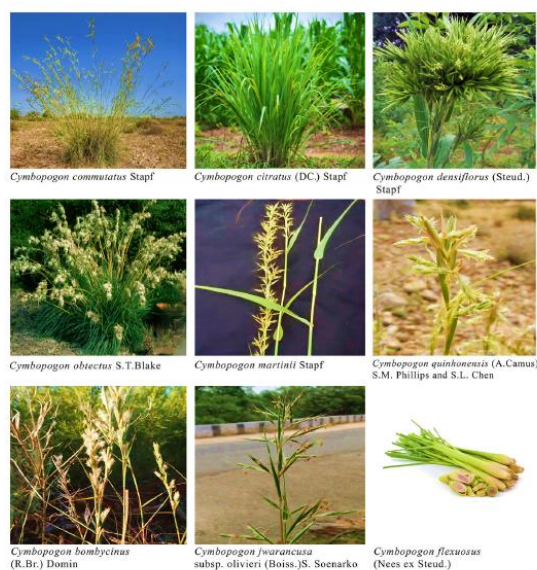 Cymbopogon commutatus Stapf
Cymbopogon citratus (DC.) Stapf
Cymbopogon densiflorus (Steud.)
Stapf
Cymbopogon obtectus S.T.Blake
Cymbopogon martinii Stapf
Cymbopogon quinhonensis (A.Camus)
S.M. Phillips and S.L. Chen
Cymbopogon bombycinus
(R.Br.) Domin
Cymbopogon jwarancusa
subsp. olivieri (Boiss.)S. Soenarko
Cymbopogon flexuosus
(Nees ex Steud.)